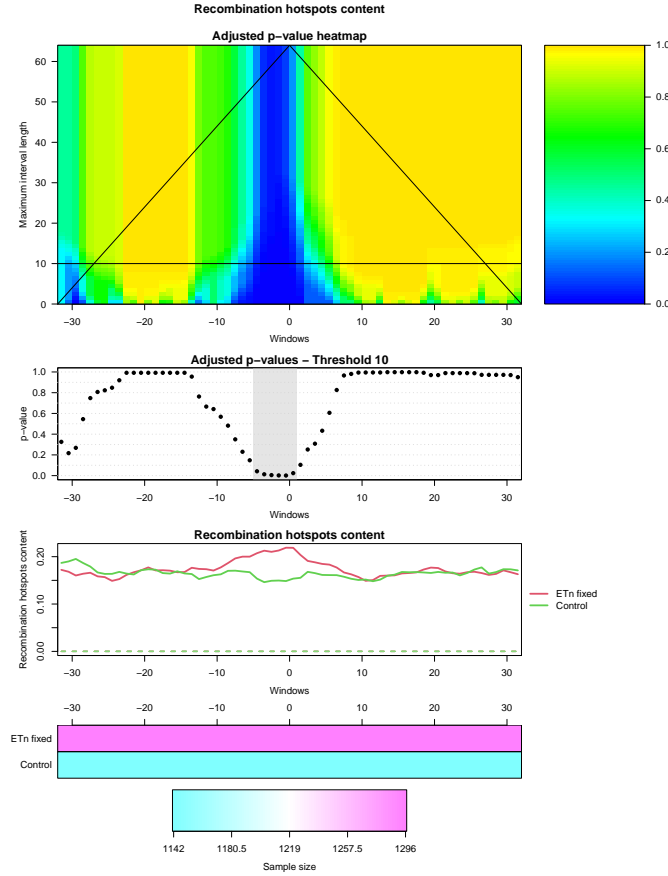 Recombination hotspots content
Adjusted p-value heatmap
Maximum interval length
60
50
40
30
20
10
0
−30 −20 −10 0 10 20 30
Windows
1.0
0.8
0.6
0.4
0.2
0.0
Adjusted p-values − Threshold 10
p-value
1.0
0.8
0.6
0.4
0.2
0.0
−30 −20 −10 0 10 20 30
Windows
Recombination hotspots content
Recombination hotspots content
0.20
0.10
0.00
−30 −20 −10 0 10 20 30
Windows
ETn fixed
Control
−30 −20 −10 0 10 20 30
ETn fixed
Control
1142 1180.5 1219 1257.5 1296
Sample size